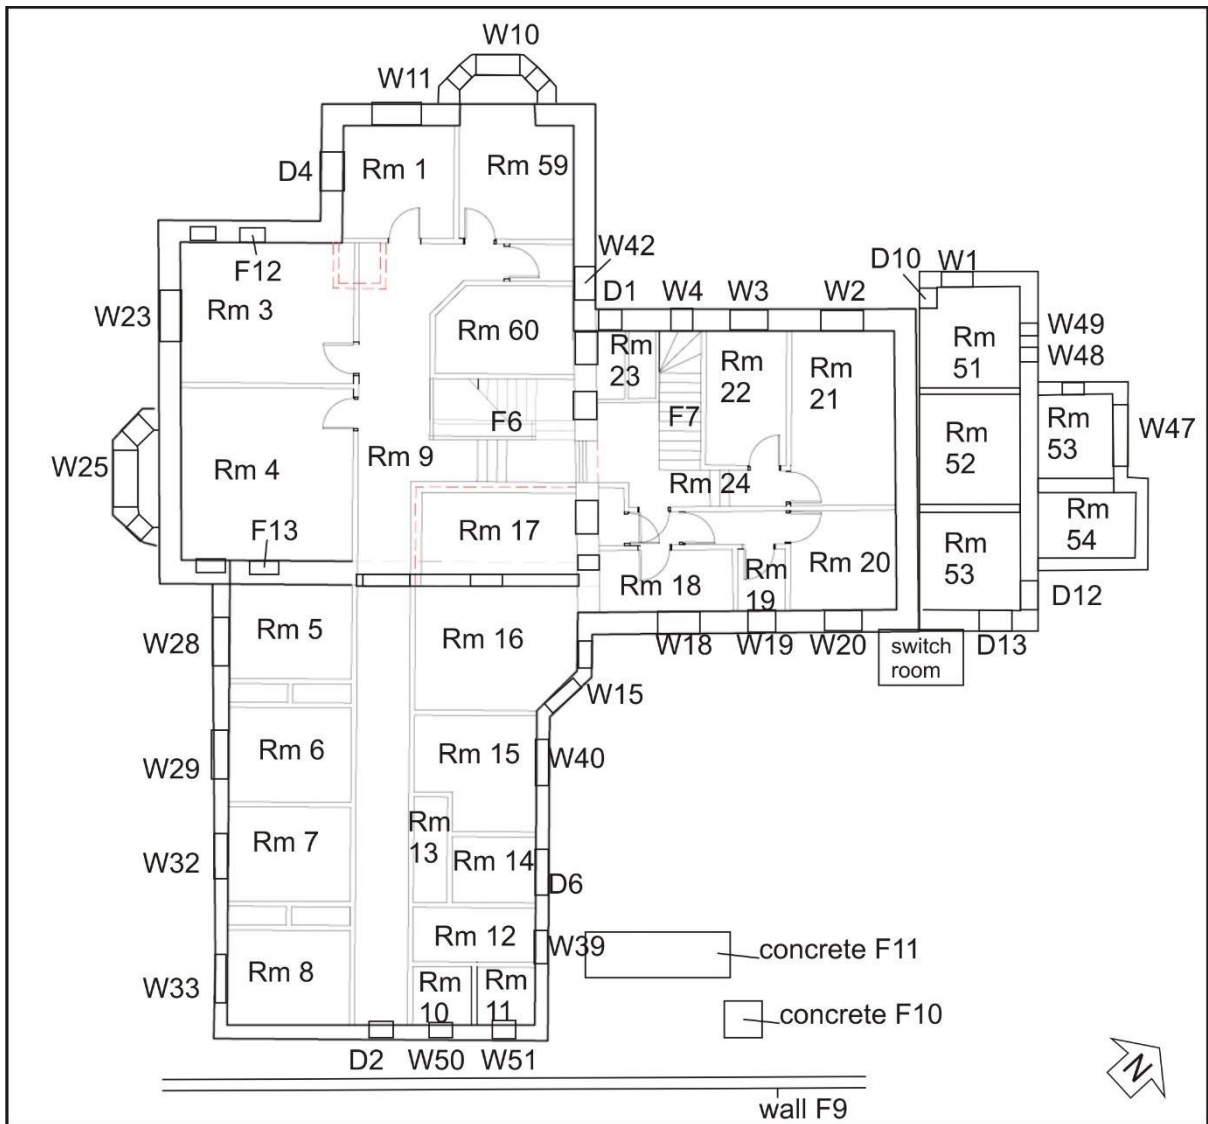 W10
W11
D4
Rm 1
Rm 59
F12
W42
D10
W1
W23
Rm 3
D1
W4
W3
W2
W49
Rm 60
Rm
23
Rm
22
Rm
21
Rm
51
W48
W25
Rm 4
Rm 9
F6
F7
Rm
52
Rm
53
W47
Rm 24
F13
Rm 17
Rm
54
Rm 18
Rm
19
Rm 20
Rm
53
D12
W28
Rm 5
Rm 16
W18
W19
W20
switch
room
D13
W15
W29
Rm 6
Rm 15
W40
W32
Rm 7
Rm
13
Rm 14
D6
Rm 12
W39
concrete F11
W33
Rm 8
Rm
10
Rm
11
concrete F10
D2
W50
W51
N
wall F9